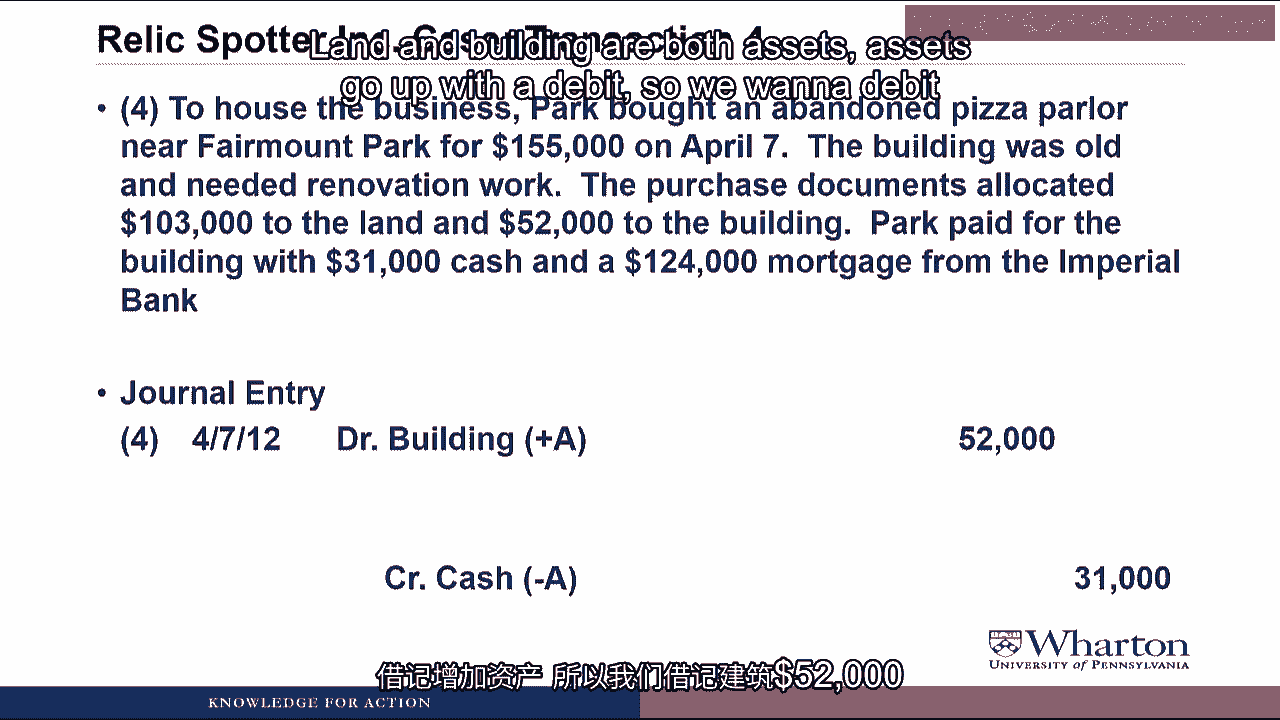 Relic Spotter Inc. Case: Transaction 4
Land and building are both assets, assets
go up with a debit, so we wanna debit
• (4) To house the business, Park bought an abandoned pizza parlor
near Fairmount Park for $155,000 on April 7. The building was old
and needed renovation work. The purchase documents allocated
$103,000 to the land and $52,000 to the building. Park paid for the
building with $31,000 cash and a $124,000 mortgage from the Imperial
Bank
• Journal Entry
(4) 4/7/12 Dr. Building (+A) 52,000
Cr. Cash (-A) 31,000
Wharton
UNIVERSITY of PENNSYLVANIA
借记增加资产 所以我们借记建筑$52,000
KNOWLEDGE FOR ACTION